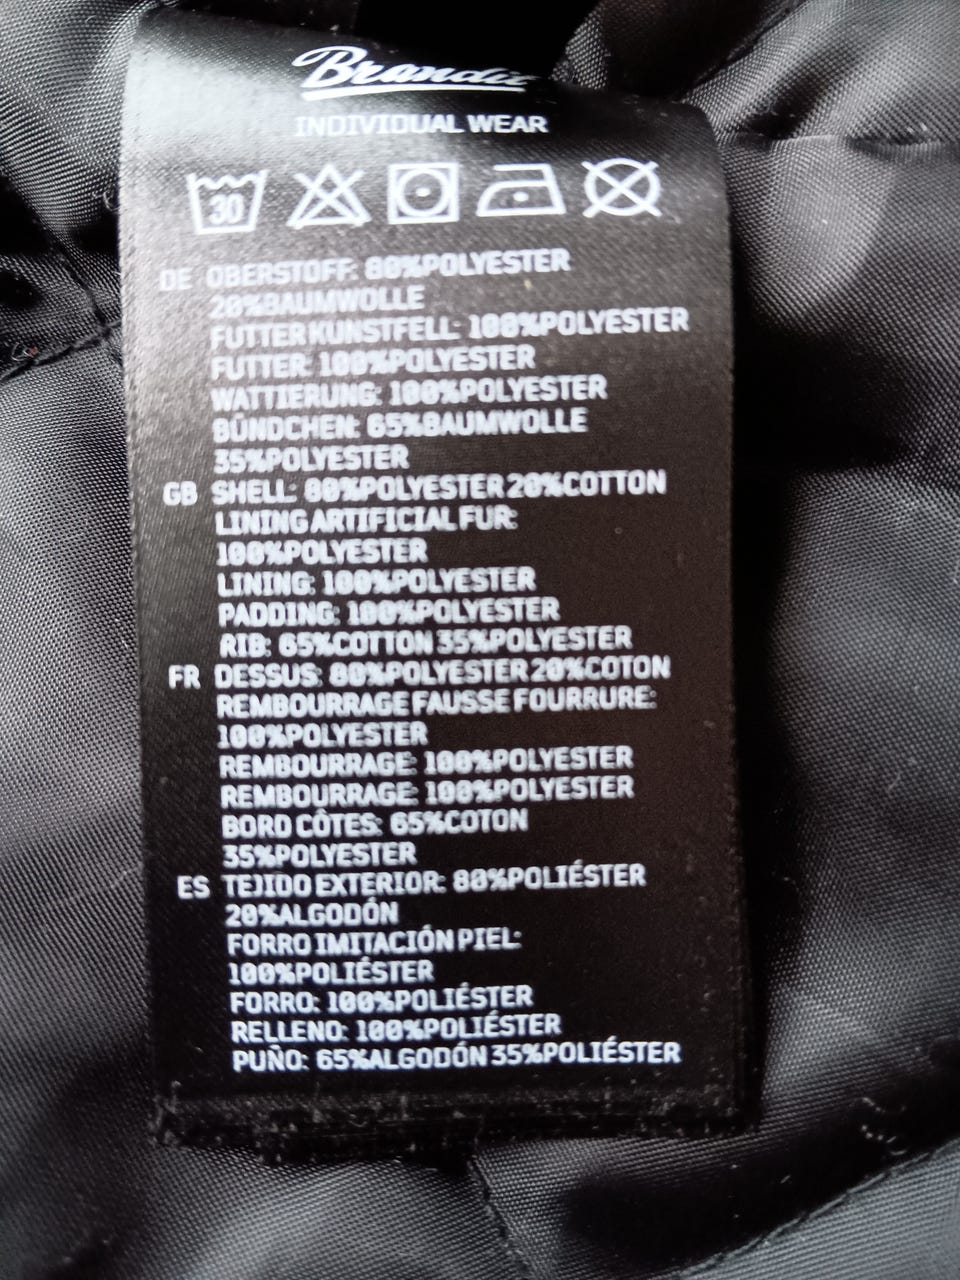 Brandit
INDIVIDUAL WEAR
30
DE OBERSTOFF: 80%POLYESTER
20%BAUMWOLLE
FUTTER KUNSTFELL: 100%POLYESTER
FUTTER: 100%POLYESTER
WATTIERUNG: 100%POLYESTER
BÜNDCHEN: 65%BAUMWOLLE
35%POLYESTER
GB SHELL: 80%POLYESTER 20%COTTON
LINING ARTIFICIAL FUR:
100%POLYESTER
LINING: 100%POLYESTER
PADDING: 100%POLYESTER
RIB: 65%COTTON 35%POLYESTER
FR DESSUS: 80%POLYESTER 20%COTON
REMBOURRAGE FAUSSE FOURRURE:
100%POLYESTER
REMBOURRAGE: 100%POLYESTER
REMBOURRAGE: 100%POLYESTER
BORD CÔTES: 65%COTON
35%POLYESTER
ES TEJIDO EXTERIOR: 80%POLIÉSTER
20%ALGODÓN
FORRO IMITACIÓN PIEL:
100%POLIÉSTER
FORRO: 100%POLIÉSTER
RELLENO: 100%POLIÉSTER
PUÑO: 65%ALGODÓN 35%POLIÉSTER